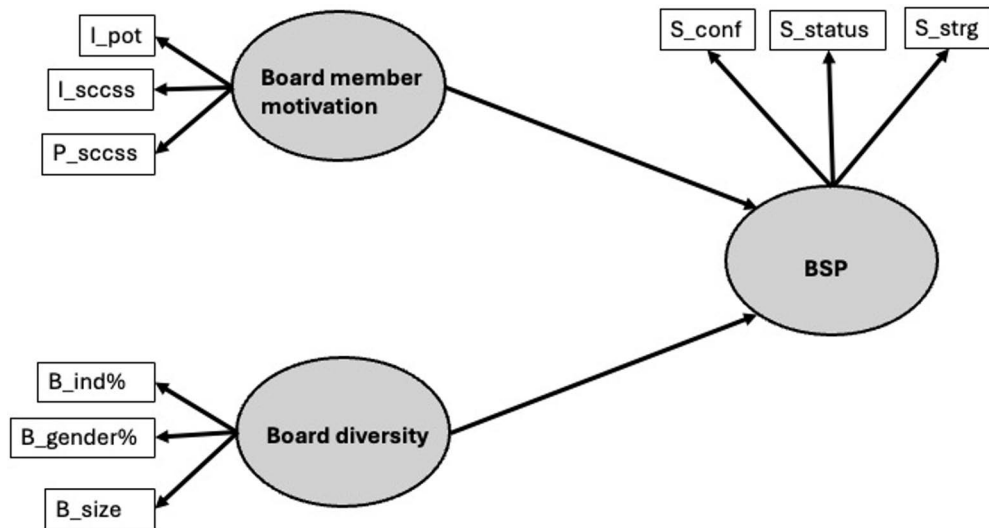 I_pot
I_sccss
P_sccss
Board member
motivation
S_conf
S_status
S_strg
BSP
B_ind%
B_gender%
B_size
Board diversity